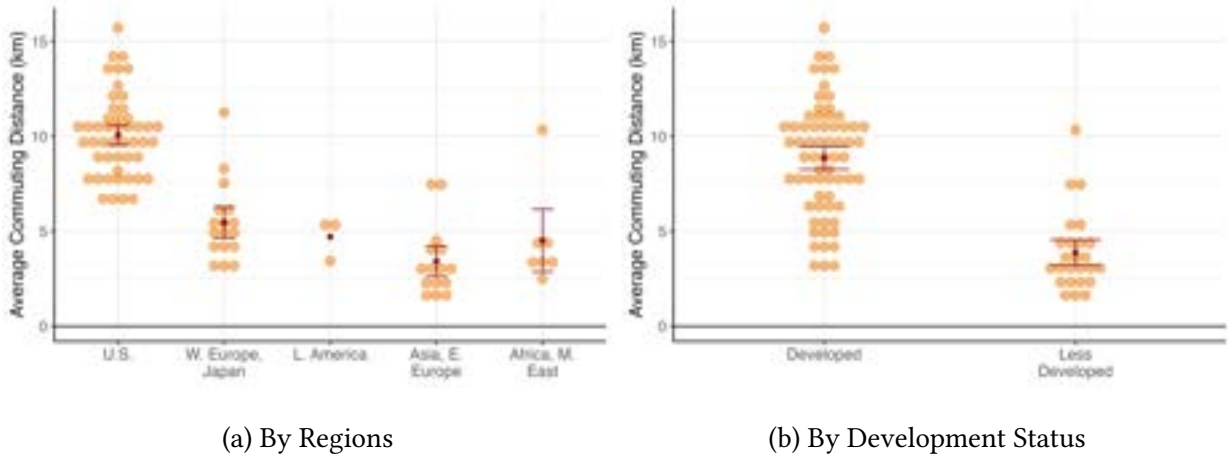 Average Commuting Distance (km)
15
10
5
0
U.S.
W. Europe,
Japan
L. America
Asia, E.
Europe
Africa, M.
East
(a) By Regions
Average Commuting Distance (km)
15
10
5
0
Developed
Less
Developed
(b) By Development Status